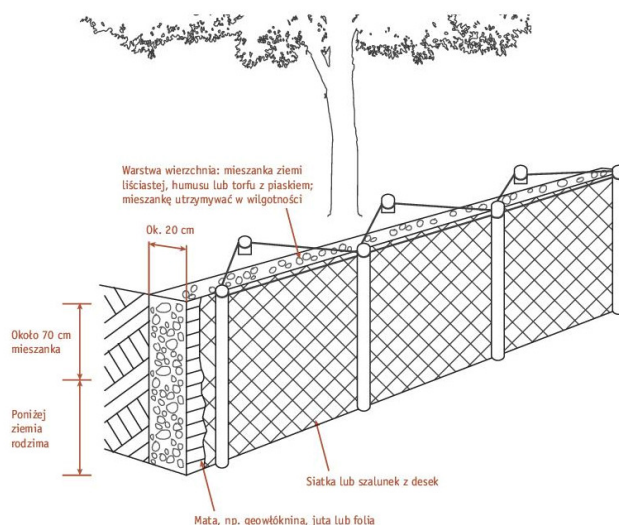 Warstwa wierzchnia: mieszanka ziemi
liściastej, humusu lub torfu z piaskiem;
mieszankę utrzymywać w wilgotności
Ok. 20 cm
Około 70 cm
mieszanka
Poniżej
ziemia
rodzima
Siatka lub szalunek z desek
Mata, np. geowłóknina, juta lub folia